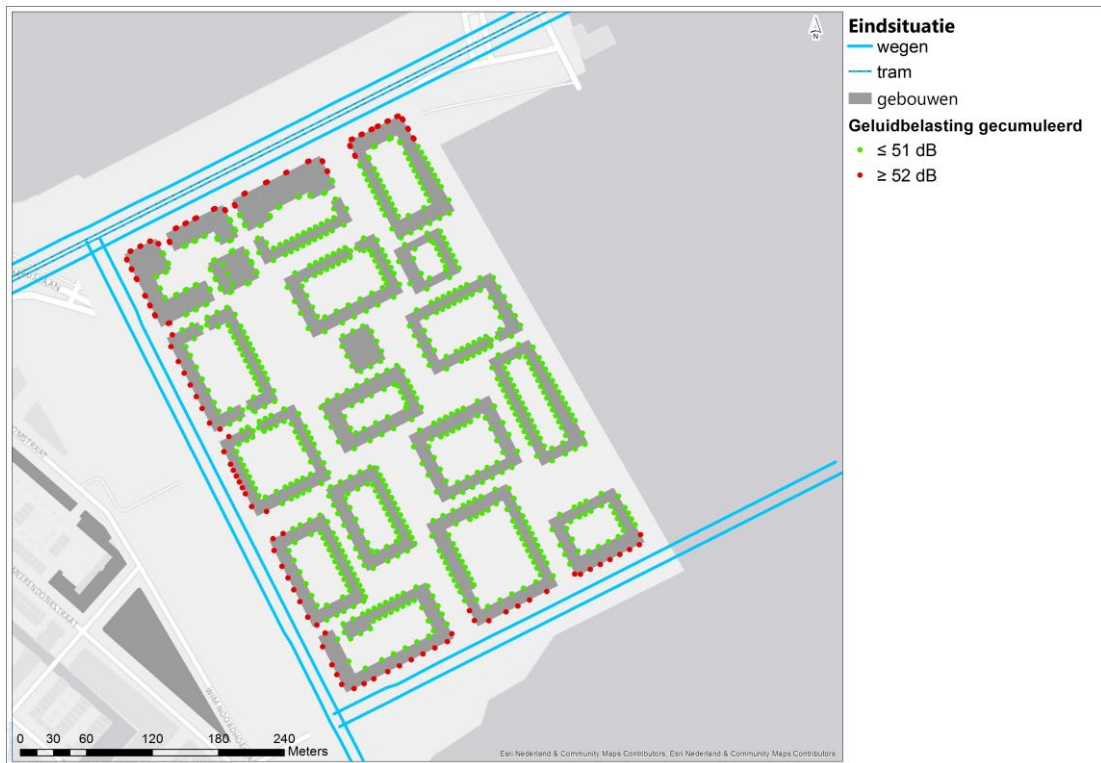 Eindsituatie
wegen
tram
gebouwen
Geluidbelasting gecumuleerd
≤ 51 dB
≥ 52 dB
N
0 30 60 120 180 240
Meters
Esri Nederland & Community Maps Contributors, Esri Nederland & Community Maps Contributors